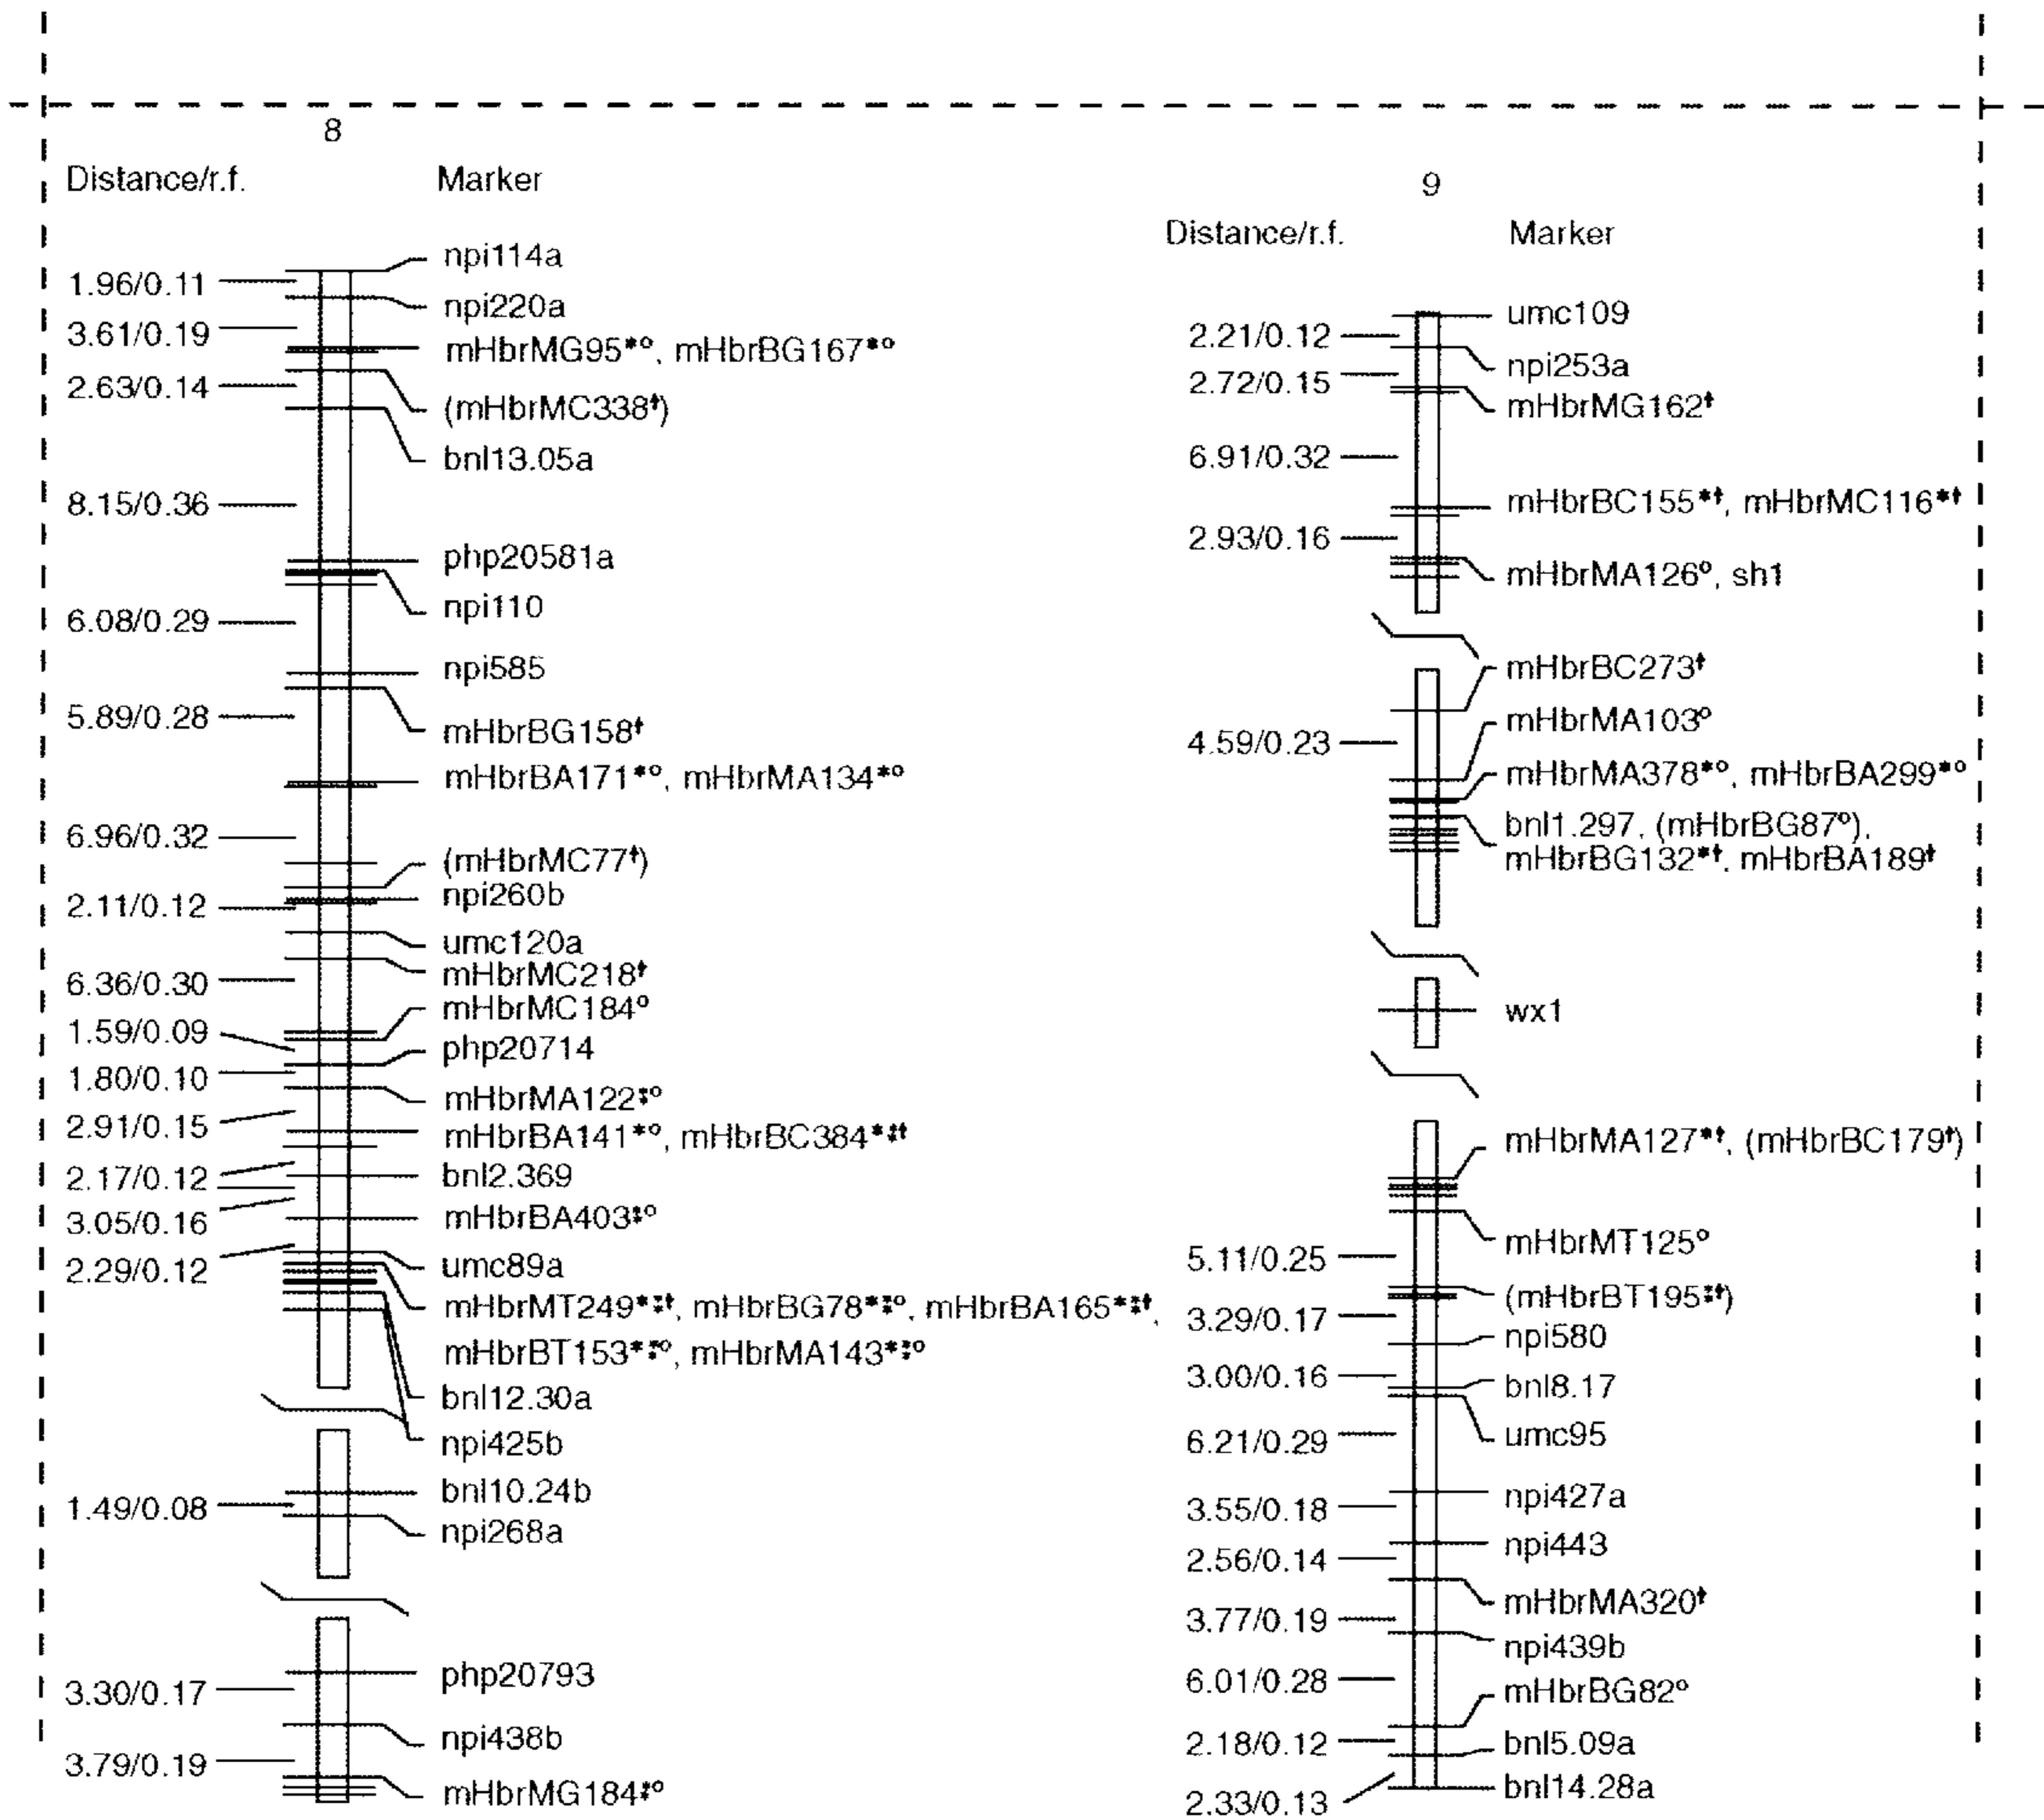 8
Distance/r.f. Marker
npi114a
1.96/0.11
npi220a
3.61/0.19
mHbrMG95*º, mHbrBG167*º
2.63/0.14
(mHbrMC338†)
bnl13.05a
8.15/0.36
php20581a
npi110
6.08/0.29
npi585
5.89/0.28
mHbrBG158†
mHbrBA171*º, mHbrMA134*º
6.96/0.32
(mHbrMC77†)
npi260b
2.11/0.12
umc120a
mHbrMC218†
6.36/0.30
mHbrMC184º
1.59/0.09
php20714
1.80/0.10
mHbrMA122‡º
2.91/0.15
mHbrBA141*º, mHbrBC384*‡†
2.17/0.12
bnl2.369
3.05/0.16
mHbrBA403‡º
2.29/0.12
umc89a
mHbrMT249*‡†, mHbrBG78*‡º, mHbrBA165*‡†,
mHbrBT153*‡º, mHbrMA143*‡º
bnl12.30a
npi425b
bnl10.24b
1.49/0.08
npi268a
php20793
3.30/0.17
npi438b
3.79/0.19
mHbrMG184‡º
9
Distance/r.f. Marker
umc109
2.21/0.12
npi253a
2.72/0.15
mHbrMG162†
6.91/0.32
mHbrBC155*†, mHbrMC116*†
2.93/0.16
mHbrMA126º, sh1
mHbrBC273†
mHbrMA103º
4.59/0.23
mHbrMA378*º, mHbrBA299*º
bnl1.297, (mHbrBG87º),
mHbrBG132*†, mHbrBA189†
wx1
mHbrMA127*†, (mHbrBC179†)
mHbrMT125º
5.11/0.25
(mHbrBT195‡†)
3.29/0.17
npi580
3.00/0.16
bnl8.17
umc95
6.21/0.29
npi427a
3.55/0.18
npi443
2.56/0.14
mHbrMA320†
3.77/0.19
npi439b
6.01/0.28
mHbrBG82º
2.18/0.12
bnl5.09a
bnl14.28a
2.33/0.13